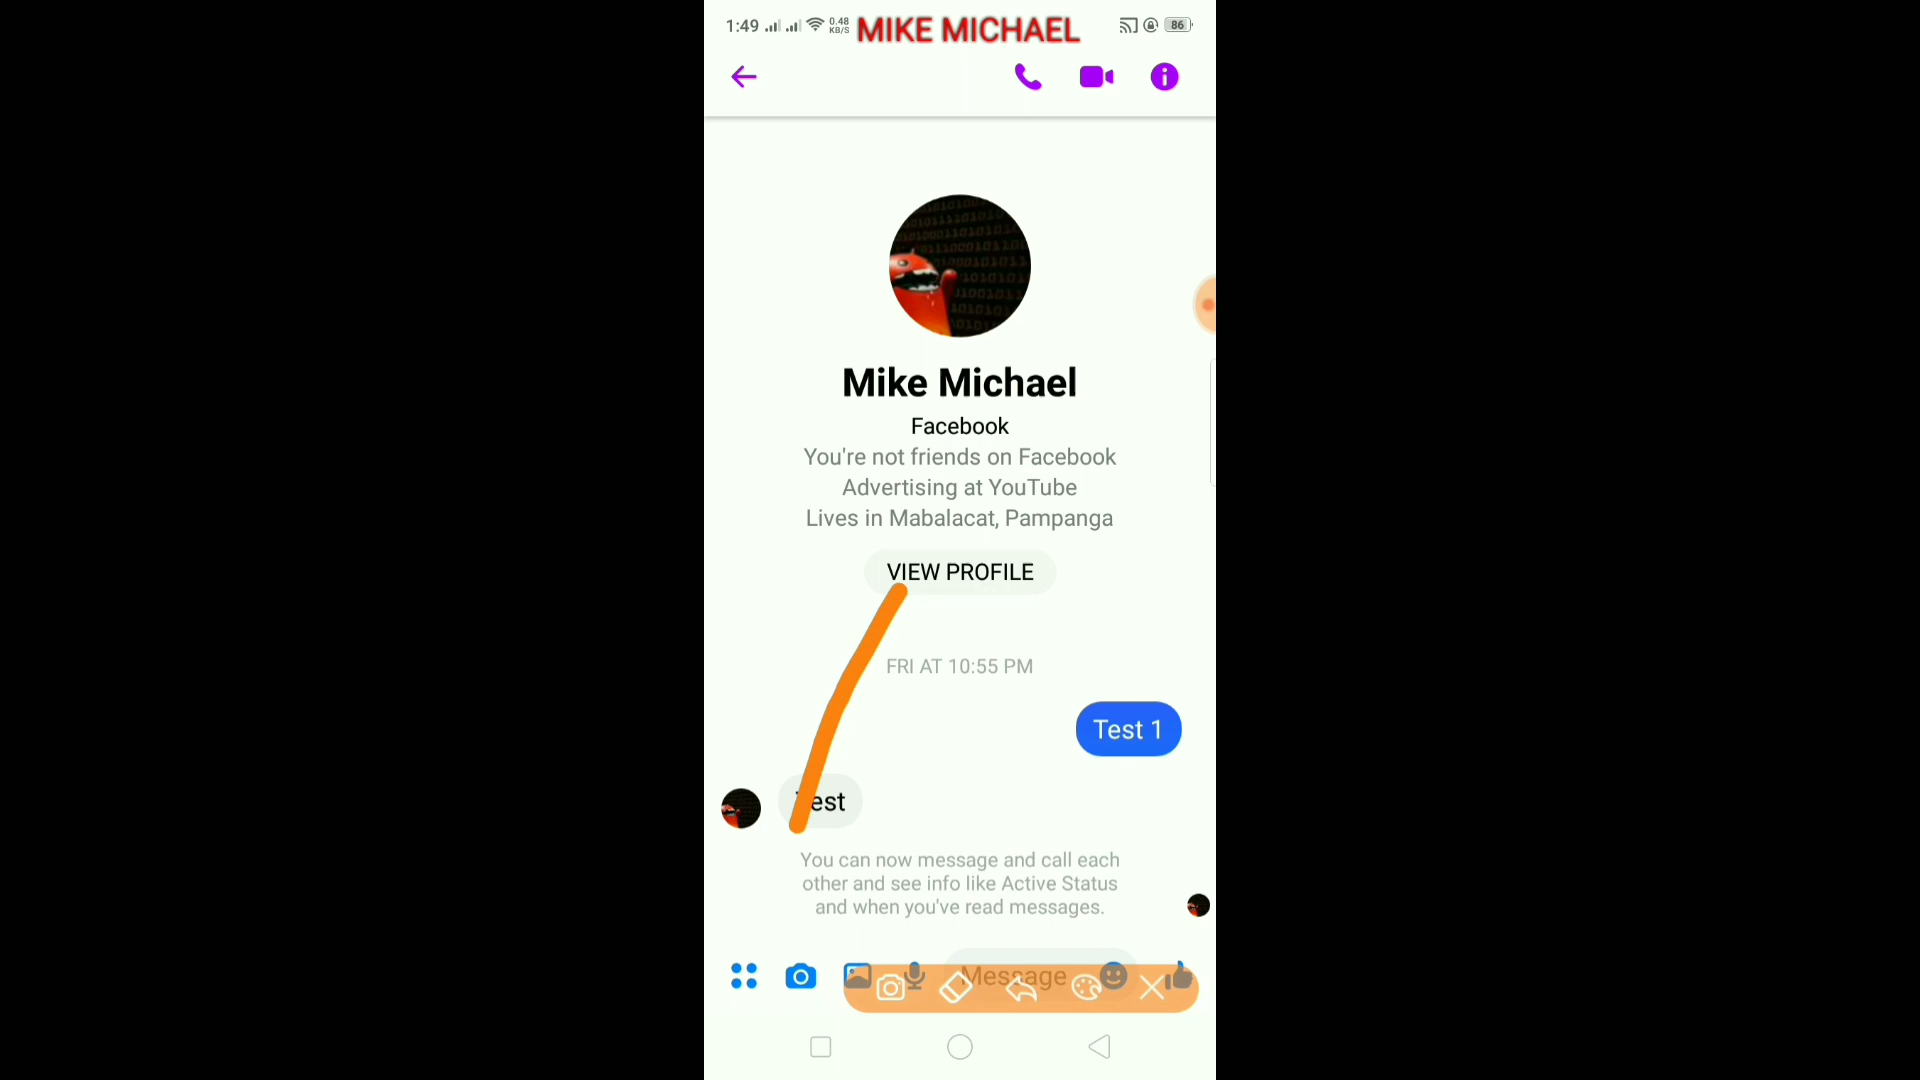 1:49
0.48
KB/S
MIKE MICHAEL
86
Mike Michael
Facebook
You're not friends on Facebook
Advertising at YouTube
Lives in Mabalacat, Pampanga
VIEW PROFILE
FRI AT 10:55 PM
Test 1
Test
You can now message and call each
other and see info like Active Status
and when you've read messages.
Message